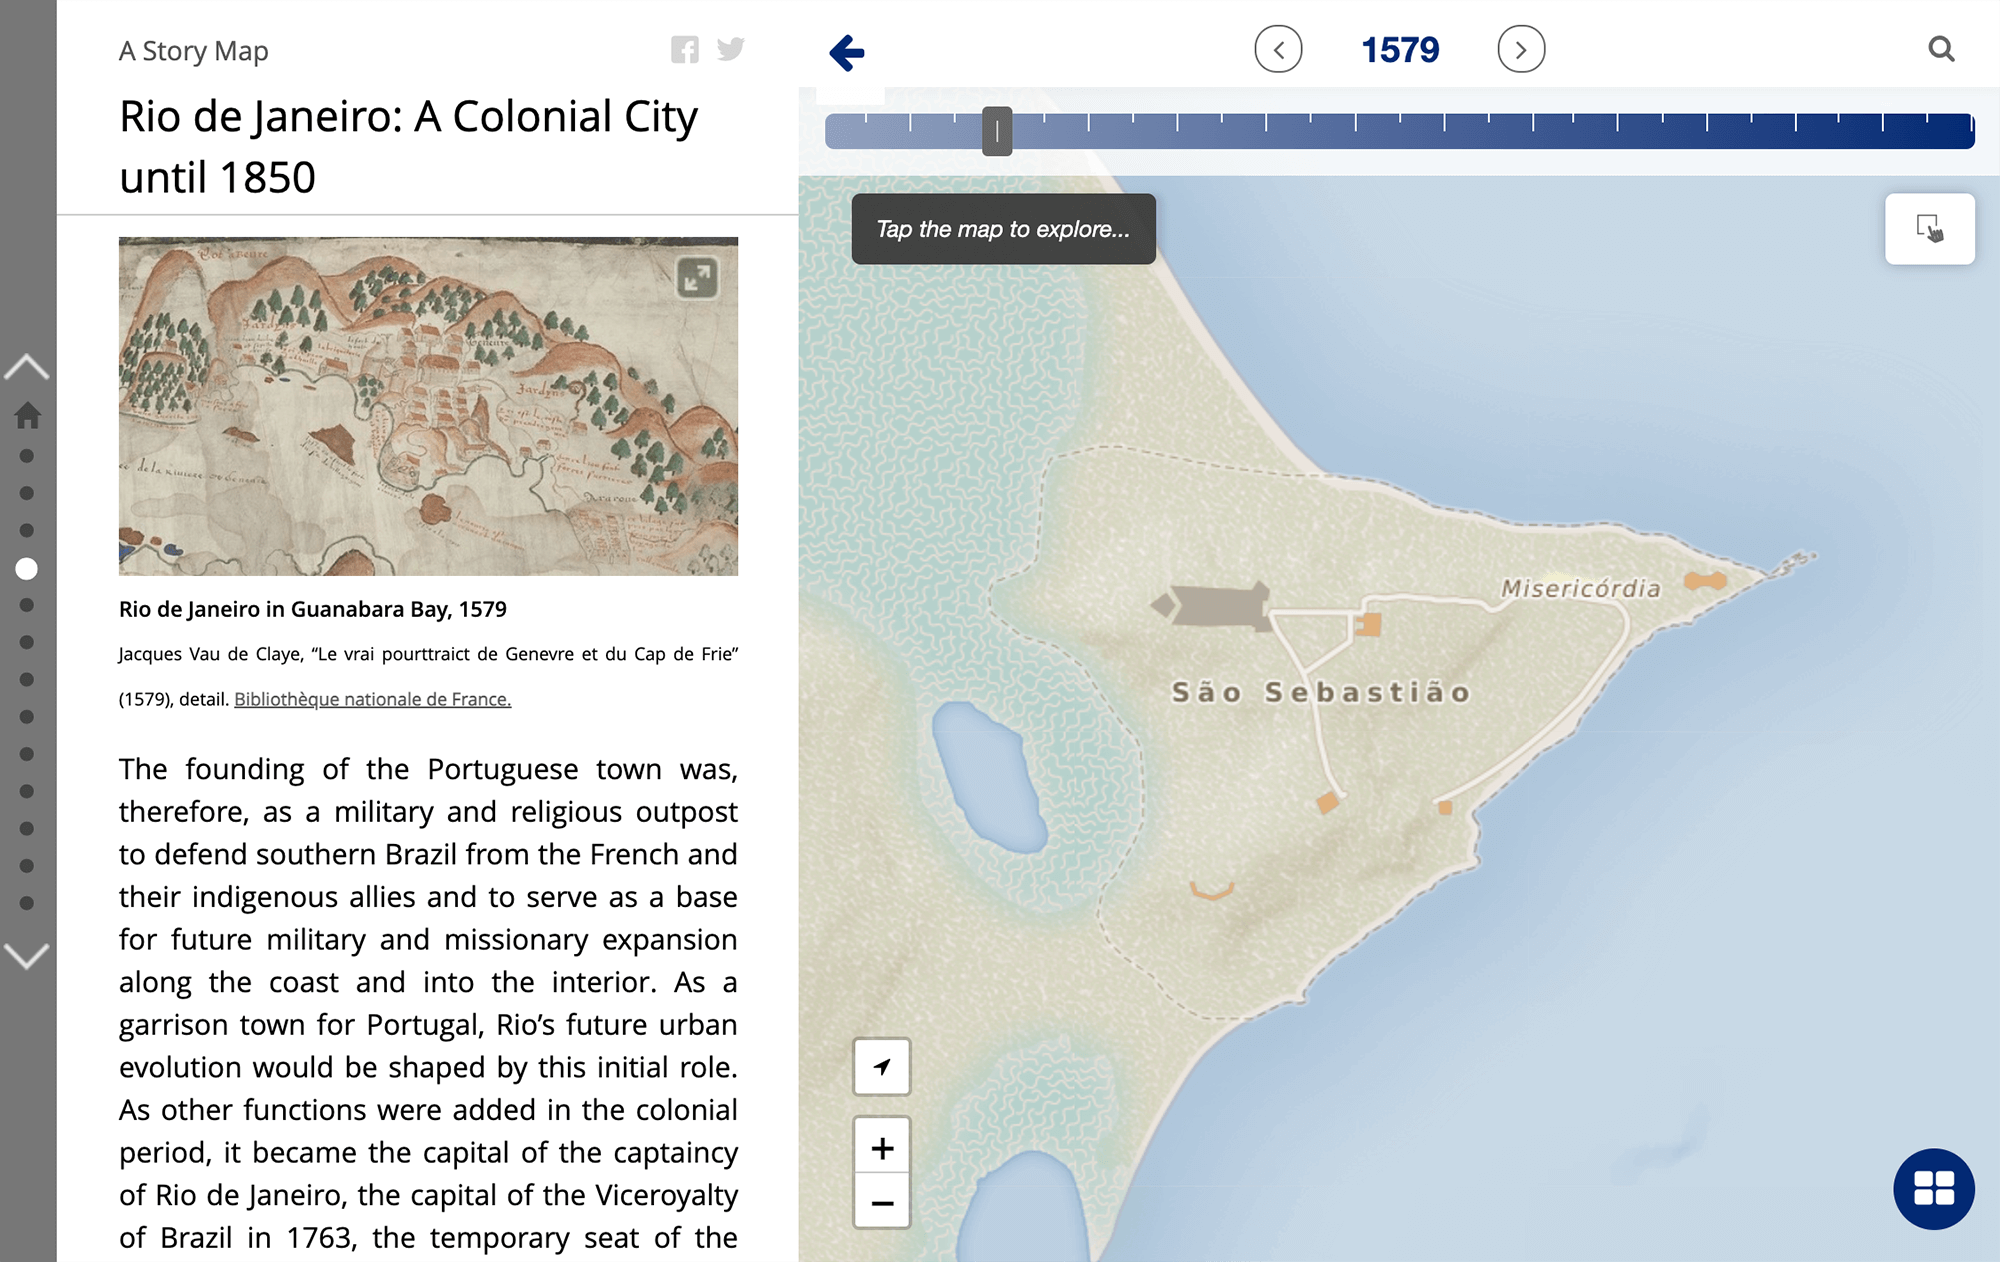 A Story Map
Rio de Janeiro: A Colonial City
until 1850
Jardyns
Jardyns
Rio de Janeiro in Guanabara Bay, 1579
Jacques Vau de Claye, “Le vrai pourttraict de Genevre et du Cap de Frie”
(1579), detail. Bibliothèque nationale de France.
The founding of the Portuguese town was,
therefore, as a military and religious outpost
to defend southern Brazil from the French and
their indigenous allies and to serve as a base
for future military and missionary expansion
along the coast and into the interior. As a
garrison town for Portugal, Rio’s future urban
evolution would be shaped by this initial role.
As other functions were added in the colonial
period, it became the capital of the captaincy
of Rio de Janeiro, the capital of the Viceroyalty
of Brazil in 1763, the temporary seat of the
1579
Tap the map to explore...
Misericórdia
São Sebastião